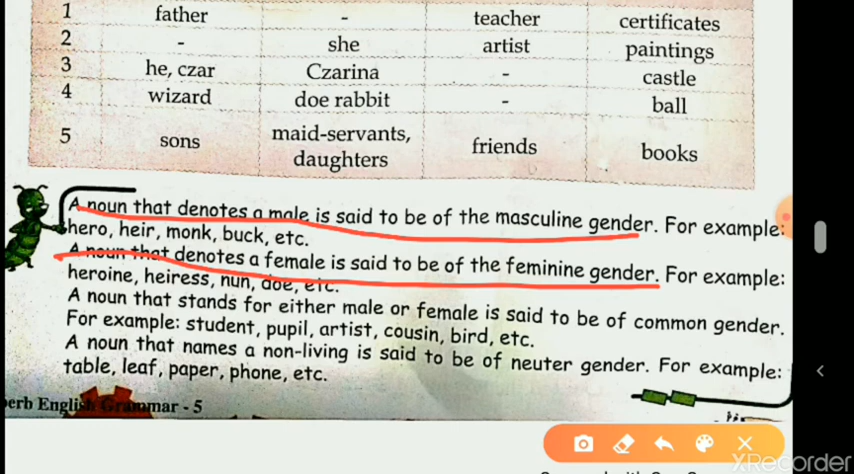 1 father - teacher certificates
2 - she artist paintings
3 he, czar Czarina - castle
4 wizard doe rabbit - ball
5 sons maid-servants, daughters friends books
A noun that denotes a male is said to be of the masculine gender. For example:
hero, heir, monk, buck, etc.
A noun that denotes a female is said to be of the feminine gender. For example:
heroine, heiress, nun, doe, etc.
A noun that stands for either male or female is said to be of common gender.
For example: student, pupil, artist, cousin, bird, etc.
A noun that names a non-living is said to be of neuter gender. For example:
table, leaf, paper, phone, etc.
English Grammar - 5
XRecorder